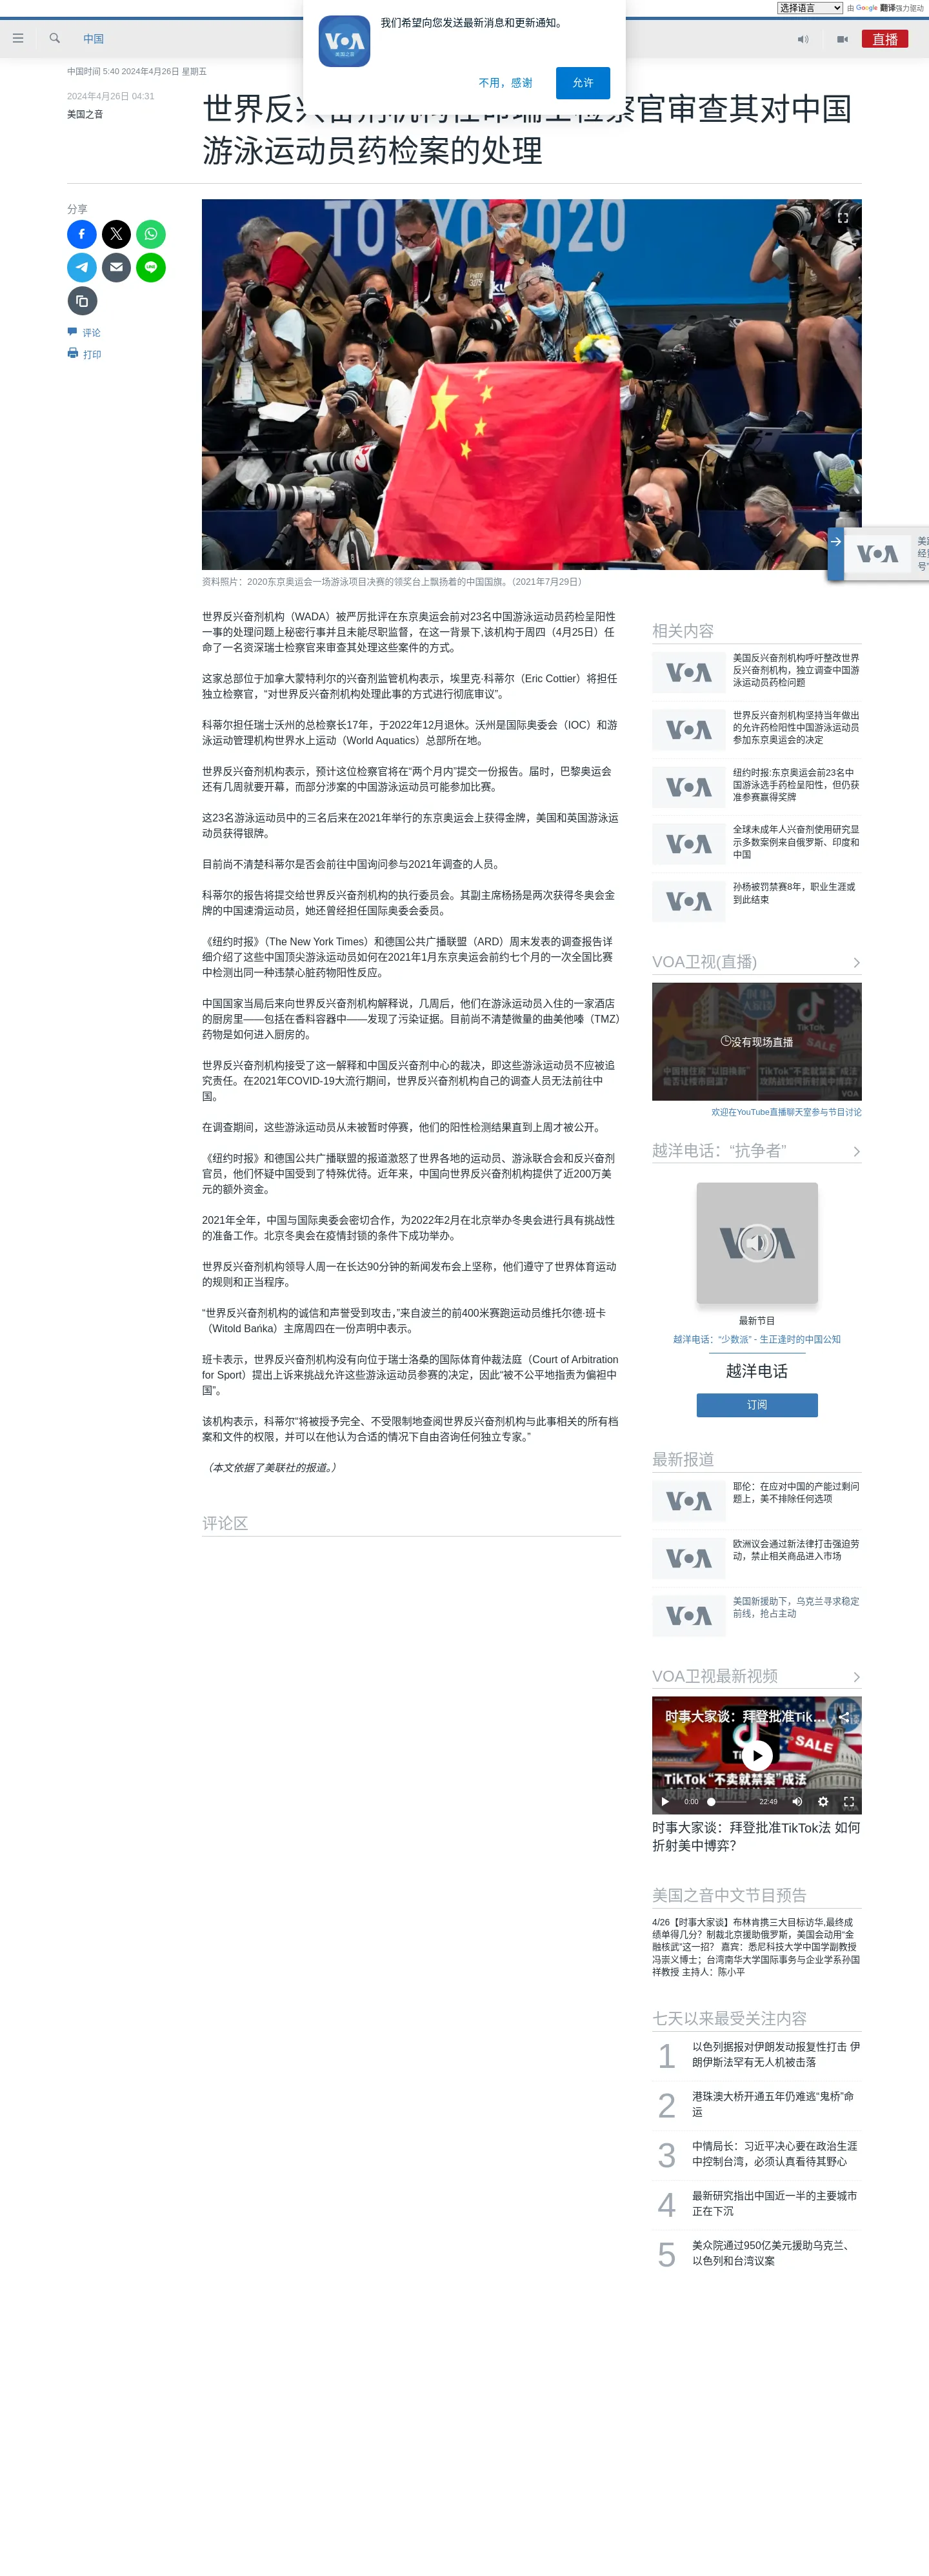 选择语言 由 Google 翻译强力驱动
我们希望向您发送最新消息和更新通知。
VOA
美国之音
不用，感谢
允许
中国
直播
中国时间 5:40 2024年4月26日 星期五
2024年4月26日 04:31
美国之音
世界反兴奋剂机构任命瑞士检察官审查其对中国
游泳运动员药检案的处理
分享
评论
打印
TOKYO 2020
资料照片：2020东京奥运会一场游泳项目决赛的领奖台上飘扬着的中国国旗。（2021年7月29日）
世界反兴奋剂机构（WADA）被严厉批评在东京奥运会前对23名中国游泳运动员药检呈阳性
一事的处理问题上秘密行事并且未能尽职监督，在这一背景下,该机构于周四（4月25日）任
命了一名资深瑞士检察官来审查其处理这些案件的方式。
这家总部位于加拿大蒙特利尔的兴奋剂监管机构表示，埃里克·科蒂尔（Eric Cottier）将担任
独立检察官，“对世界反兴奋剂机构处理此事的方式进行彻底审议”。
科蒂尔担任瑞士沃州的总检察长17年，于2022年12月退休。沃州是国际奥委会（IOC）和游
泳运动管理机构世界水上运动（World Aquatics）总部所在地。
世界反兴奋剂机构表示，预计这位检察官将在“两个月内”提交一份报告。届时，巴黎奥运会
还有几周就要开幕，而部分涉案的中国游泳运动员可能参加比赛。
这23名游泳运动员中的三名后来在2021年举行的东京奥运会上获得金牌，美国和英国游泳运
动员获得银牌。
目前尚不清楚科蒂尔是否会前往中国询问参与2021年调查的人员。
科蒂尔的报告将提交给世界反兴奋剂机构的执行委员会。其副主席杨扬是两次获得冬奥会金
牌的中国速滑运动员，她还曾经担任国际奥委会委员。
《纽约时报》（The New York Times）和德国公共广播联盟（ARD）周末发表的调查报告详
细介绍了这些中国顶尖游泳运动员如何在2021年1月东京奥运会前约七个月的一次全国比赛
中检测出同一种违禁心脏药物阳性反应。
中国国家当局后来向世界反兴奋剂机构解释说，几周后，他们在游泳运动员入住的一家酒店
的厨房里——包括在香料容器中——发现了污染证据。目前尚不清楚微量的曲美他嗪（TMZ）
药物是如何进入厨房的。
世界反兴奋剂机构接受了这一解释和中国反兴奋剂中心的裁决，即这些游泳运动员不应被追
究责任。在2021年COVID-19大流行期间，世界反兴奋剂机构自己的调查人员无法前往中
国。
在调查期间，这些游泳运动员从未被暂时停赛，他们的阳性检测结果直到上周才被公开。
《纽约时报》和德国公共广播联盟的报道激怒了世界各地的运动员、游泳联合会和反兴奋剂
官员，他们怀疑中国受到了特殊优待。近年来，中国向世界反兴奋剂机构提供了近200万美
元的额外资金。
2021年全年，中国与国际奥委会密切合作，为2022年2月在北京举办冬奥会进行具有挑战性
的准备工作。北京冬奥会在疫情封锁的条件下成功举办。
世界反兴奋剂机构领导人周一在长达90分钟的新闻发布会上坚称，他们遵守了世界体育运动
的规则和正当程序。
“世界反兴奋剂机构的诚信和声誉受到攻击，”来自波兰的前400米赛跑运动员维托尔德·班卡
（Witold Bańka）主席周四在一份声明中表示。
班卡表示，世界反兴奋剂机构没有向位于瑞士洛桑的国际体育仲裁法庭（Court of Arbitration
for Sport）提出上诉来挑战允许这些游泳运动员参赛的决定，因此“被不公平地指责为偏袒中
国”。
该机构表示，科蒂尔“将被授予完全、不受限制地查阅世界反兴奋剂机构与此事相关的所有档
案和文件的权限，并可以在他认为合适的情况下自由咨询任何独立专家。”
（本文依据了美联社的报道。）
评论区
VOA
经
号”
相关内容
VOA
美国反兴奋剂机构呼吁整改世界
反兴奋剂机构，独立调查中国游
泳运动员药检问题
VOA
世界反兴奋剂机构坚持当年做出
的允许药检阳性中国游泳运动员
参加东京奥运会的决定
VOA
纽约时报:东京奥运会前23名中
国游泳选手药检呈阳性，但仍获
准参赛赢得奖牌
VOA
全球未成年人兴奋剂使用研究显
示多数案例来自俄罗斯、印度和
中国
VOA
孙杨被罚禁赛8年，职业生涯或
到此结束
VOA卫视(直播)
没有现场直播
欢迎在YouTube直播聊天室参与节目讨论
越洋电话：“抗争者”
VOA
最新节目
越洋电话：“少数派” - 生正逢时的中国公知
越洋电话
订阅
最新报道
VOA
耶伦：在应对中国的产能过剩问
题上，美不排除任何选项
VOA
欧洲议会通过新法律打击强迫劳
动，禁止相关商品进入市场
VOA
美国新援助下，乌克兰寻求稳定
前线，抢占主动
VOA卫视最新视频
时事大家谈：拜登批准Tik...
SALE
TikTok“不卖就禁案”成法
0:00
22:49
时事大家谈：拜登批准TikTok法 如何
折射美中博弈？
美国之音中文节目预告
4/26【时事大家谈】布林肯携三大目标访华,最终成
绩单得几分？制裁北京援助俄罗斯，美国会动用“金
融核武”这一招？ 嘉宾：悉尼科技大学中国学副教授
冯崇义博士；台湾南华大学国际事务与企业学系孙国
祥教授 主持人：陈小平
七天以来最受关注内容
1
以色列据报对伊朗发动报复性打击 伊
朗伊斯法罕有无人机被击落
2
港珠澳大桥开通五年仍难逃“鬼桥”命
运
3
中情局长：习近平决心要在政治生涯
中控制台湾，必须认真看待其野心
4
最新研究指出中国近一半的主要城市
正在下沉
5
美众院通过950亿美元援助乌克兰、
以色列和台湾议案